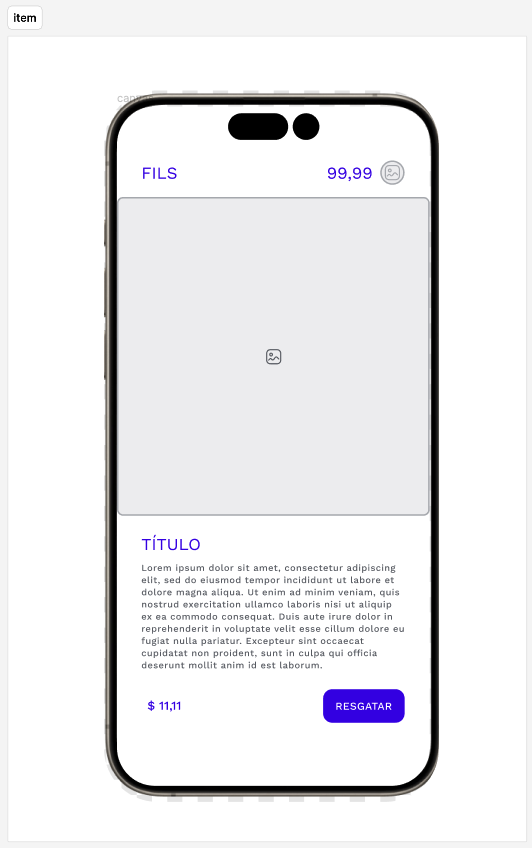 item
FILS
99,99
TÍTULO
Lorem ipsum dolor sit amet, consectetur adipiscing
elit, sed do eiusmod tempor incididunt ut labore et
dolore magna aliqua. Ut enim ad minim veniam, quis
nostrud exercitation ullamco laboris nisi ut aliquip
ex ea commodo consequat. Duis aute irure dolor in
reprehenderit in voluptate velit esse cillum dolore eu
fugiat nulla pariatur. Excepteur sint occaecat
cupidatat non proident, sunt in culpa qui officia
deserunt mollit anim id est laborum.
$ 11,11
RESGATAR